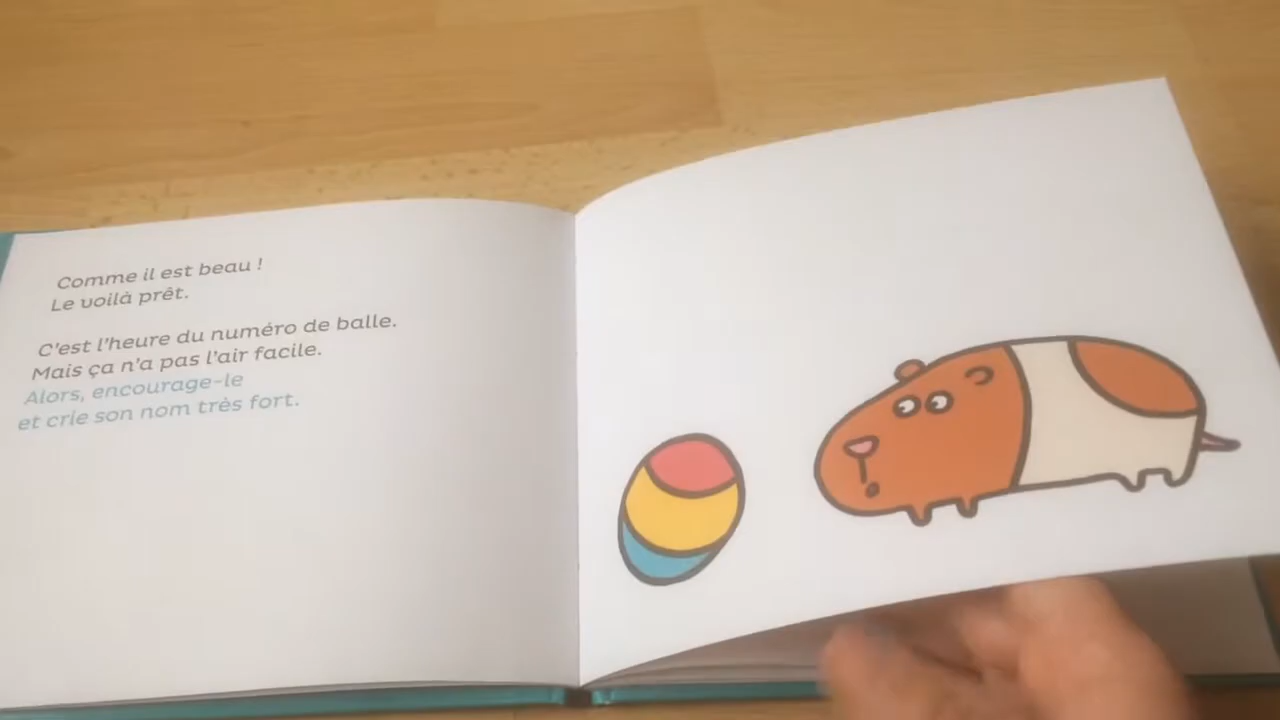 Comme il est beau !
Le voilà prêt.
C'est l'heure du numéro de balle.
Mais ça n'a pas l'air facile.
Alors, encourage-le
et crie son nom très fort.